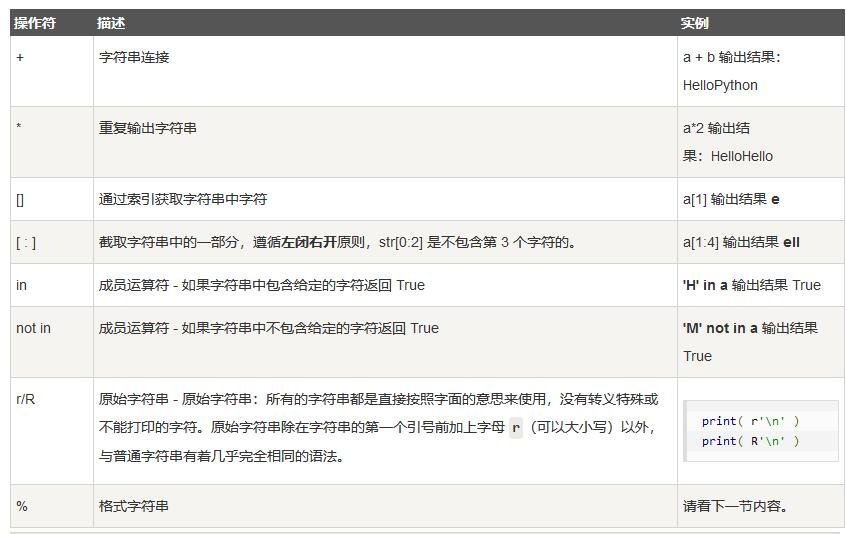 操作符 描述 实例
+ 字符串连接 a + b 输出结果：
HelloPython
* 重复输出字符串 a*2 输出结
果：HelloHello
[] 通过索引获取字符串中字符 a[1] 输出结果 e
[ : ] 截取字符串中的一部分，遵循左闭右开原则，str[0:2] 是不包含第 3 个字符的。 a[1:4] 输出结果 ell
in 成员运算符 - 如果字符串中包含给定的字符返回 True 'H' in a 输出结果 True
not in 成员运算符 - 如果字符串中不包含给定的字符返回 True 'M' not in a 输出结果
True
r/R 原始字符串 - 原始字符串：所有的字符串都是直接按照字面的意思来使用，没有转义特殊或
不能打印的字符。原始字符串除在字符串的第一个引号前加上字母 r（可以大小写）以外，
与普通字符串有着几乎完全相同的语法。
print( r'\n' )
print( R'\n' )
% 格式字符串 请看下一节内容。